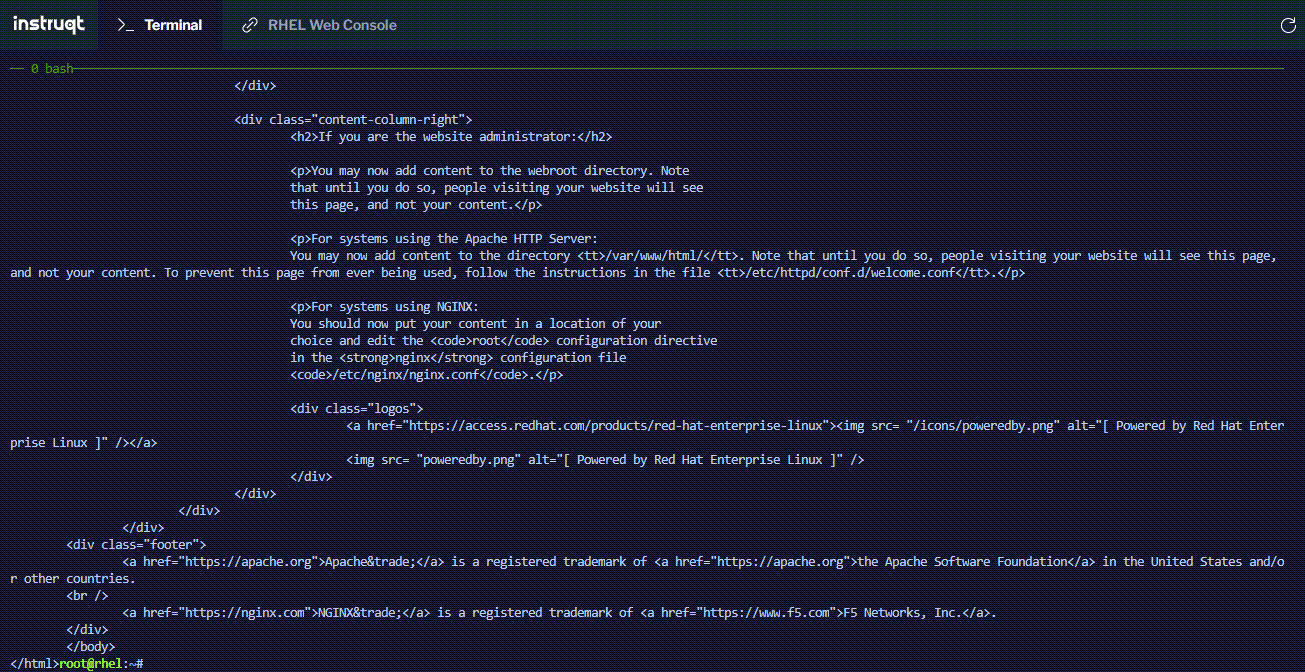 instruqt
>_ Terminal
RHEL Web Console
0 bash
</div>
<div class="content-column-right">
<h2>If you are the website administrator:</h2>
<p>You may now add content to the webroot directory. Note
that until you do so, people visiting your website will see
this page, and not your content.</p>
<p>For systems using the Apache HTTP Server:
You may now add content to the directory <tt>/var/www/html/</tt>. Note that until you do so, people visiting your website will see this page,
and not your content. To prevent this page from ever being used, follow the instructions in the file <tt>/etc/httpd/conf.d/welcome.conf</tt>.</p>
<p>For systems using NGINX:
You should now put your content in a location of your
choice and edit the <code>root</code> configuration directive
in the <strong>nginx</strong> configuration file
<code>/etc/nginx/nginx.conf</code>.</p>
<div class="logos">
<a href="https://access.redhat.com/products/red-hat-enterprise-linux"><img src= "/icons/poweredby.png" alt="[ Powered by Red Hat Enter
prise Linux ]" /></a>
<img src= "poweredby.png" alt="[ Powered by Red Hat Enterprise Linux ]" />
</div>
</div>
</div>
</div>
<div class="footer">
<a href="https://apache.org">Apache&trade;</a> is a registered trademark of <a href="https://apache.org">the Apache Software Foundation</a> in the United States and/o
r other countries.
<br />
<a href="https://nginx.com">NGINX&trade;</a> is a registered trademark of <a href="https://www.f5.com">F5 Networks, Inc.</a>.
</div>
</body>
</html>root@rhel:~#